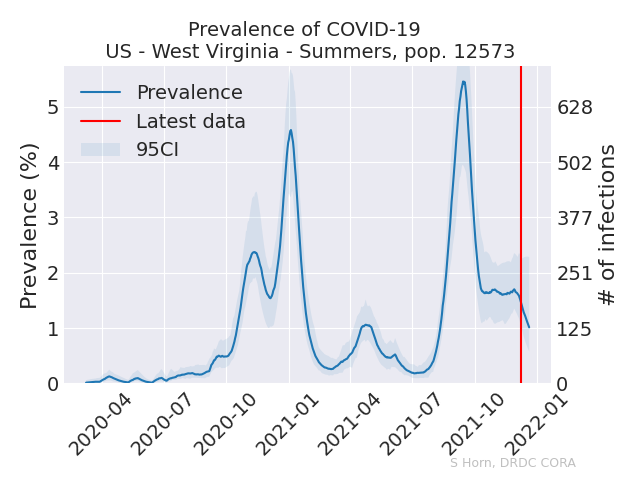 Prevalence of COVID-19
US - West Virginia - Summers, pop. 12573
Prevalence
Latest data
95CI
Prevalence (%)
5
4
3
2
1
0
628
502
377
251
125
0
# of infections
2020-04
2020-07
2020-10
2021-01
2021-04
2021-07
2021-10
2022-01
S Horn, DRDC CORA